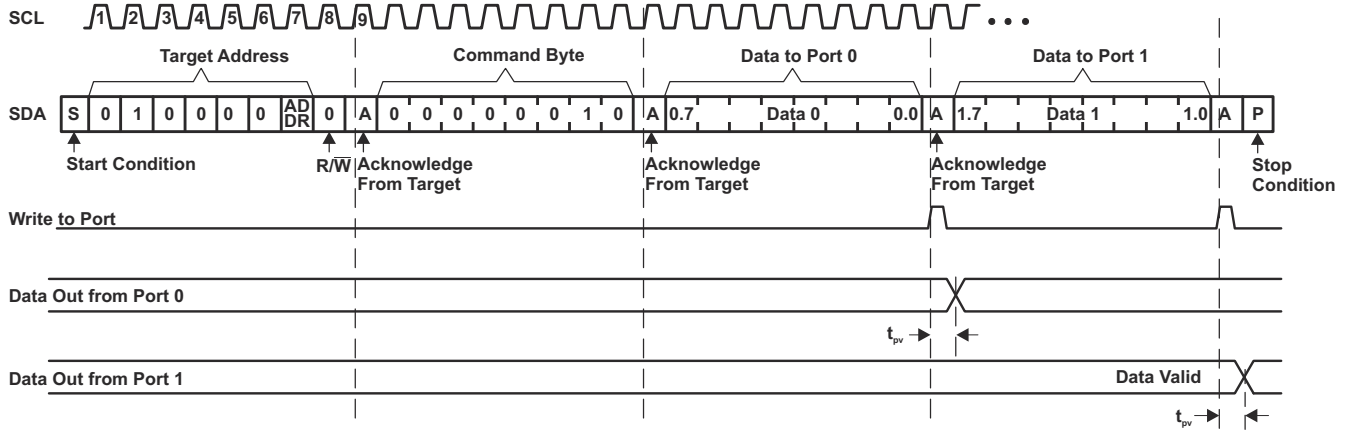 SCL 1 2 3 4 5 6 7 8 9
Target Address Command Byte Data to Port 0 Data to Port 1
SDA S 0 1 0 0 0 0 AD DR 0 A 0 0 0 0 0 0 1 0 A 0.7 Data 0 0.0 A 1.7 Data 1 1.0 A P
Start Condition R/W̅ Acknowledge Acknowledge Acknowledge Stop
From Target From Target From Target Condition
Write to Port
Data Out from Port 0
tpv
Data Out from Port 1 Data Valid
tpv